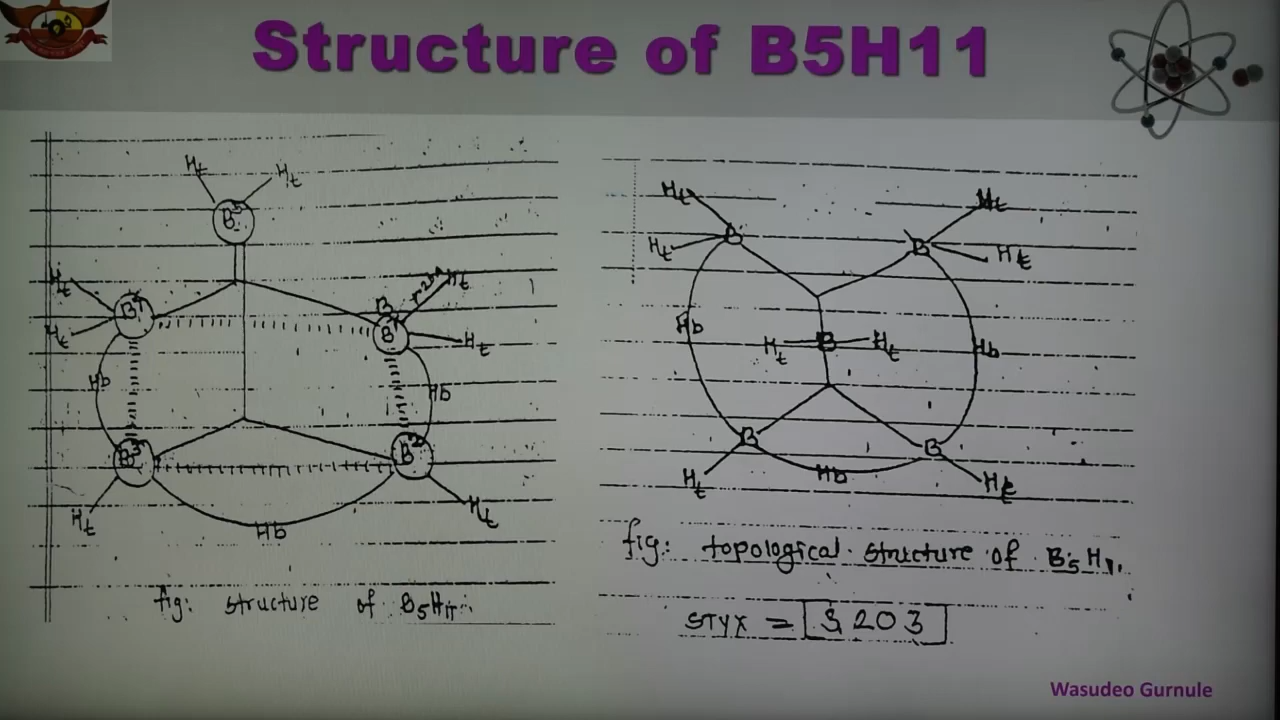 Structure of B5H11
Ht Ht
B5
Ht Ht
B4 B B1
Ht Ht
Hb Hb
B3 B2
Ht Ht
Hb
fig: structure of B5H11.
Ht Ht
B B
Ht Ht
Hb Ht B Ht Hb
B B
Ht Hb Ht
fig: topological structure of B5H11.
STYX = 3203
Wasudeo Gurnule